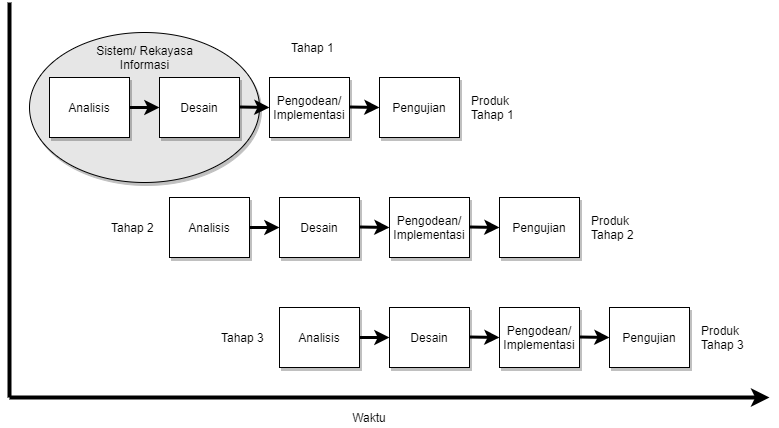 Sistem/ Rekayasa
Informasi
Tahap 1
Analisis
Desain
Pengodean/
Implementasi
Pengujian
Produk
Tahap 1
Tahap 2
Analisis
Desain
Pengodean/
Implementasi
Pengujian
Produk
Tahap 2
Tahap 3
Analisis
Desain
Pengodean/
Implementasi
Pengujian
Produk
Tahap 3
Waktu